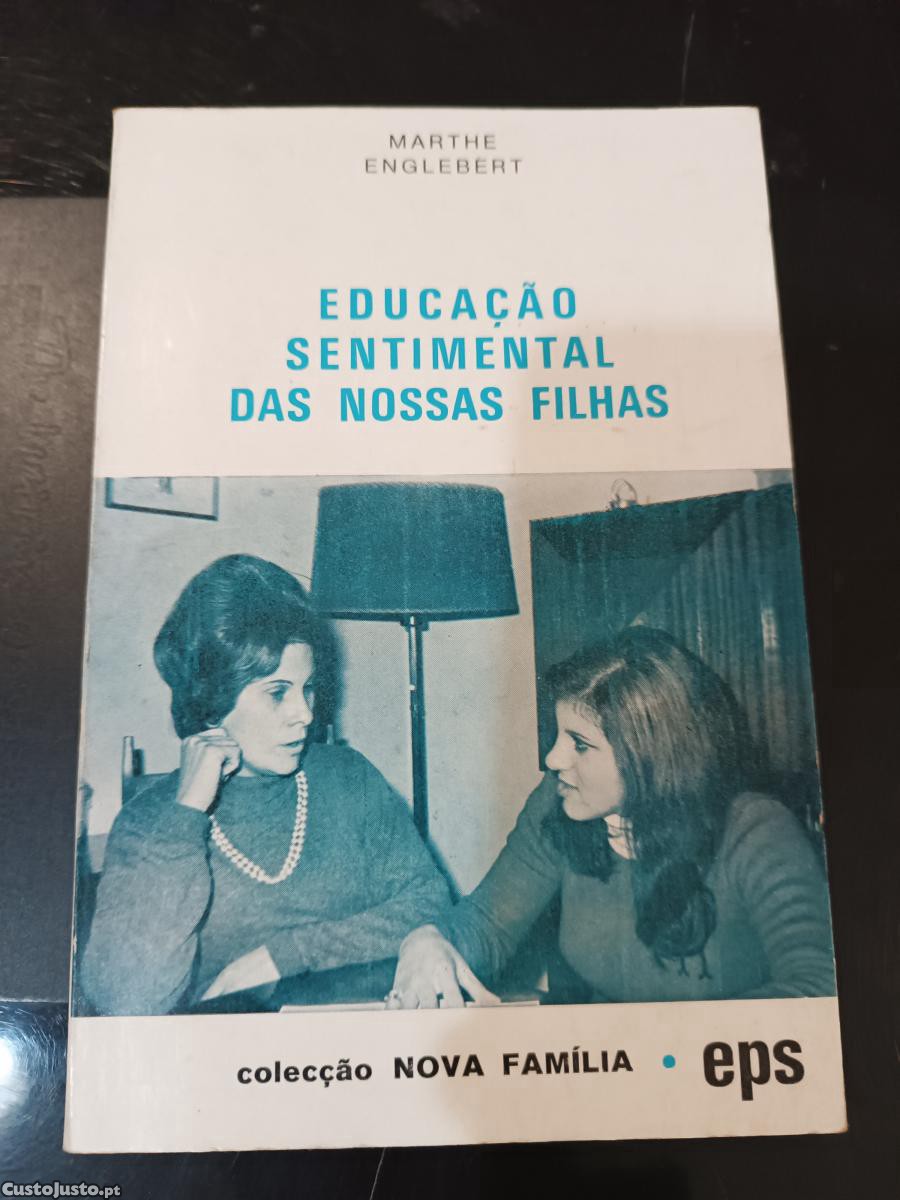 MARTHE
ENGLEBERT
EDUCAÇÃO
SENTIMENTAL
DAS NOSSAS FILHAS
colecção NOVA FAMÍLIA • eps
CustoJusto.pt